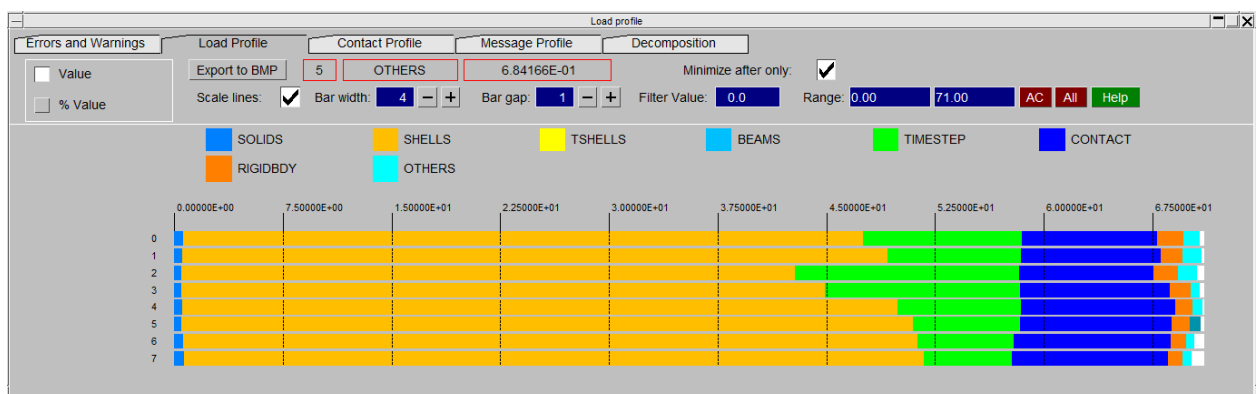 Load profile
Errors and Warnings Load Profile Contact Profile Message Profile Decomposition
Value Export to BMP 5 OTHERS 6.84166E-01 Minimize after only:
% Value Scale lines: Bar width: 4 Bar gap: 1 Filter Value: 0.0 Range: 0.00 71.00 AC All Help
SOLIDS SHELLS TSHELLS BEAMS TIMESTEP CONTACT
RIGIDBDY OTHERS
0.00000E+00 7.50000E+00 1.50000E+01 2.25000E+01 3.00000E+01 3.75000E+01 4.50000E+01 5.25000E+01 6.00000E+01 6.75000E+01
0
1
2
3
4
5
6
7